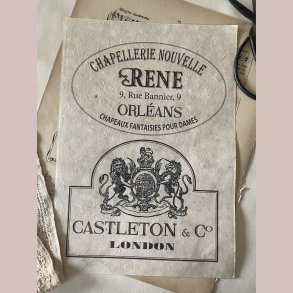 CHAPELLERIE NOUVELLE
RENE
9, Rue Bannier, 9
ORLÉANS
CHAPEAUX FANTAISIES POUR DAMES
CASTLETON & Cº
LONDON